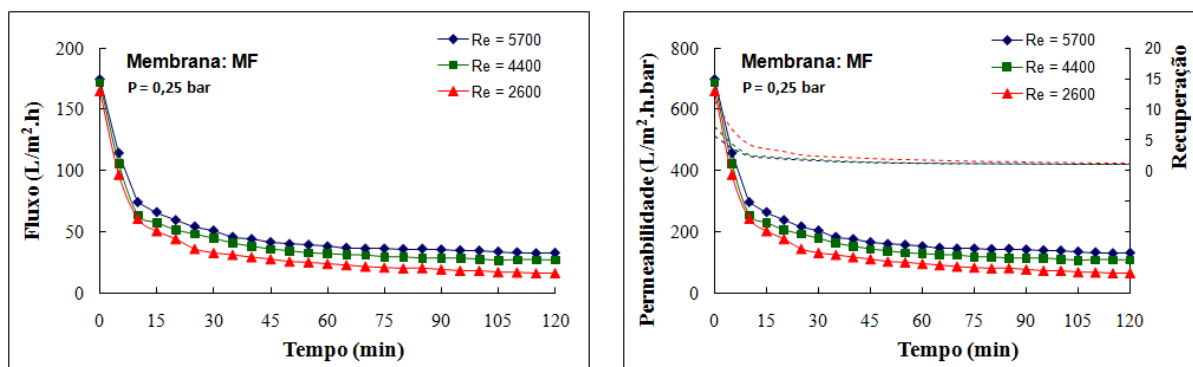 Membrana: MF
P = 0,25 bar
Re = 5700
Re = 4400
Re = 2600
Fluxo (L/m².h)
200
150
100
50
0
0 15 30 45 60 75 90 105 120
Tempo (min)
Membrana: MF
P = 0,25 bar
Re = 5700
Re = 4400
Re = 2600
Permeabilidade (L/m².h.bar)
800
600
400
200
0
20
15
10
5
0
Recuperação
0 15 30 45 60 75 90 105 120
Tempo (min)